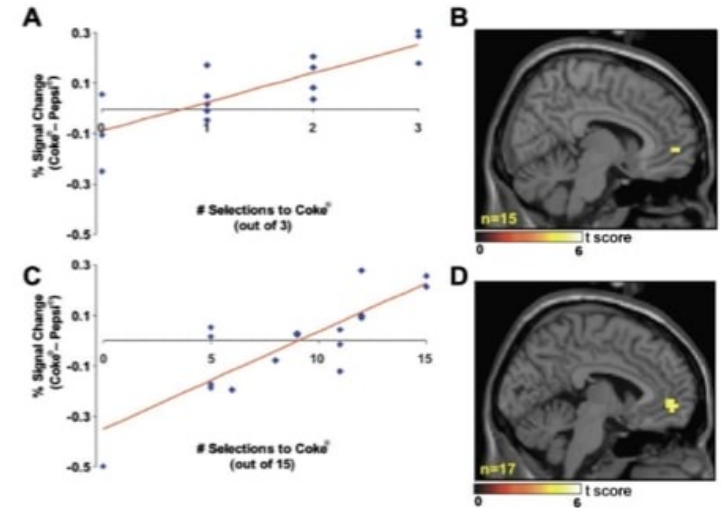 A
% Signal Change
(Coke®– Pepsi®)
0.3
0.1
-0.1
-0.3
-0.5
0
1
2
3
# Selections to Coke®
(out of 3)
B
n=15
0
6
t score
C
% Signal Change
(Coke®– Pepsi®)
0.3
0.1
-0.1
-0.3
-0.5
0
5
10
15
# Selections to Coke®
(out of 15)
D
n=17
0
6
t score